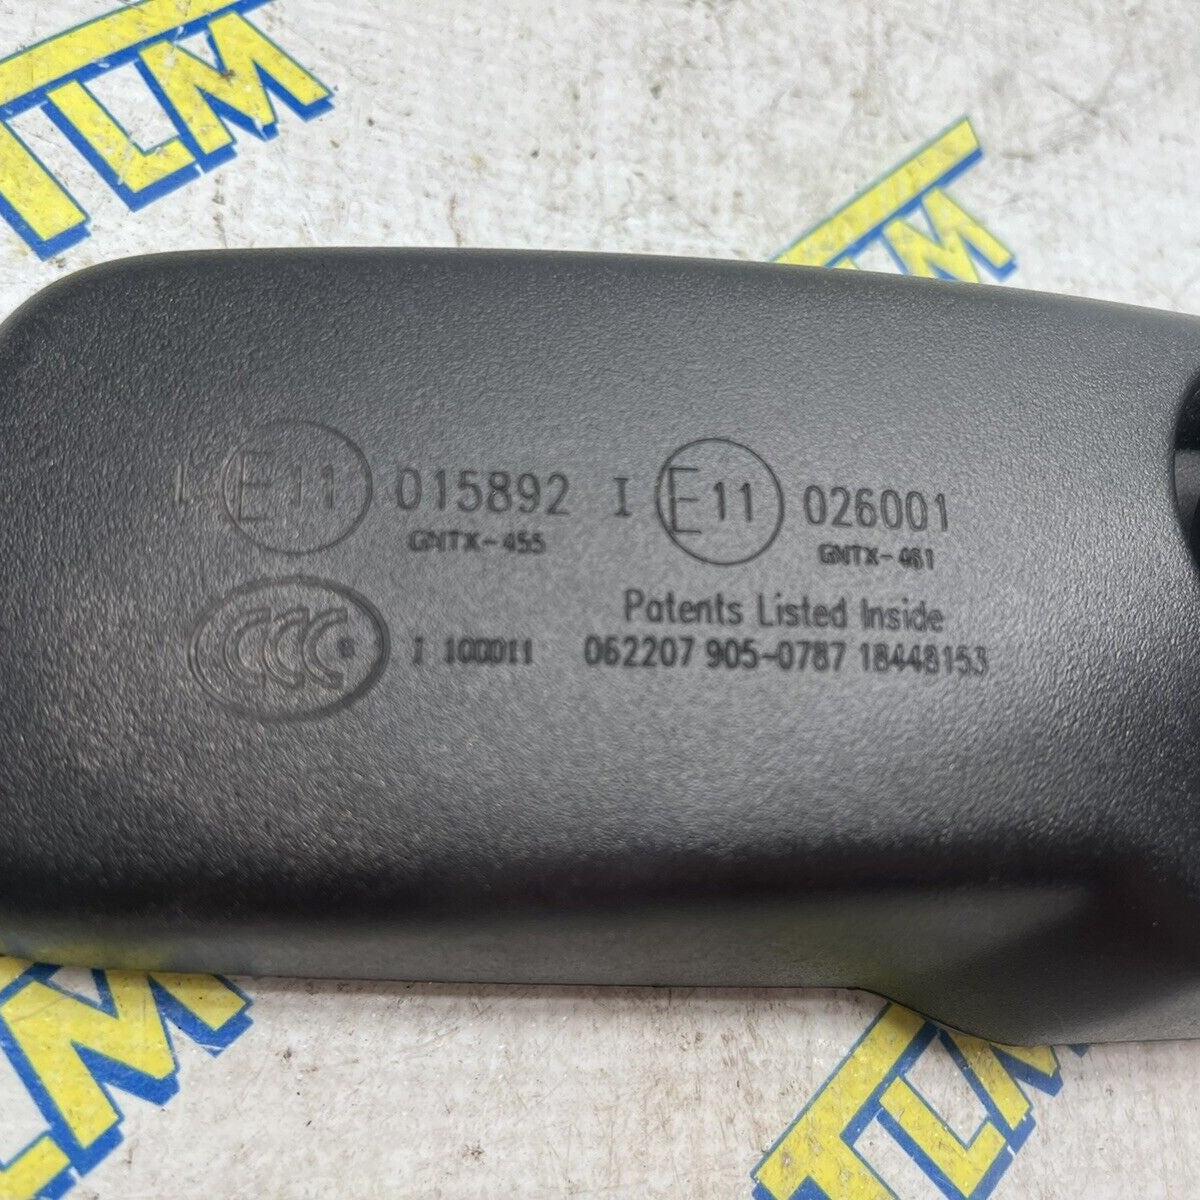 TLM
TLM
I E11 015892 I E11 026001
GNTX-455 GNTX-461
Patents Listed Inside
CCC I 100011 062207 905-0787 18448153
TLM
TLM